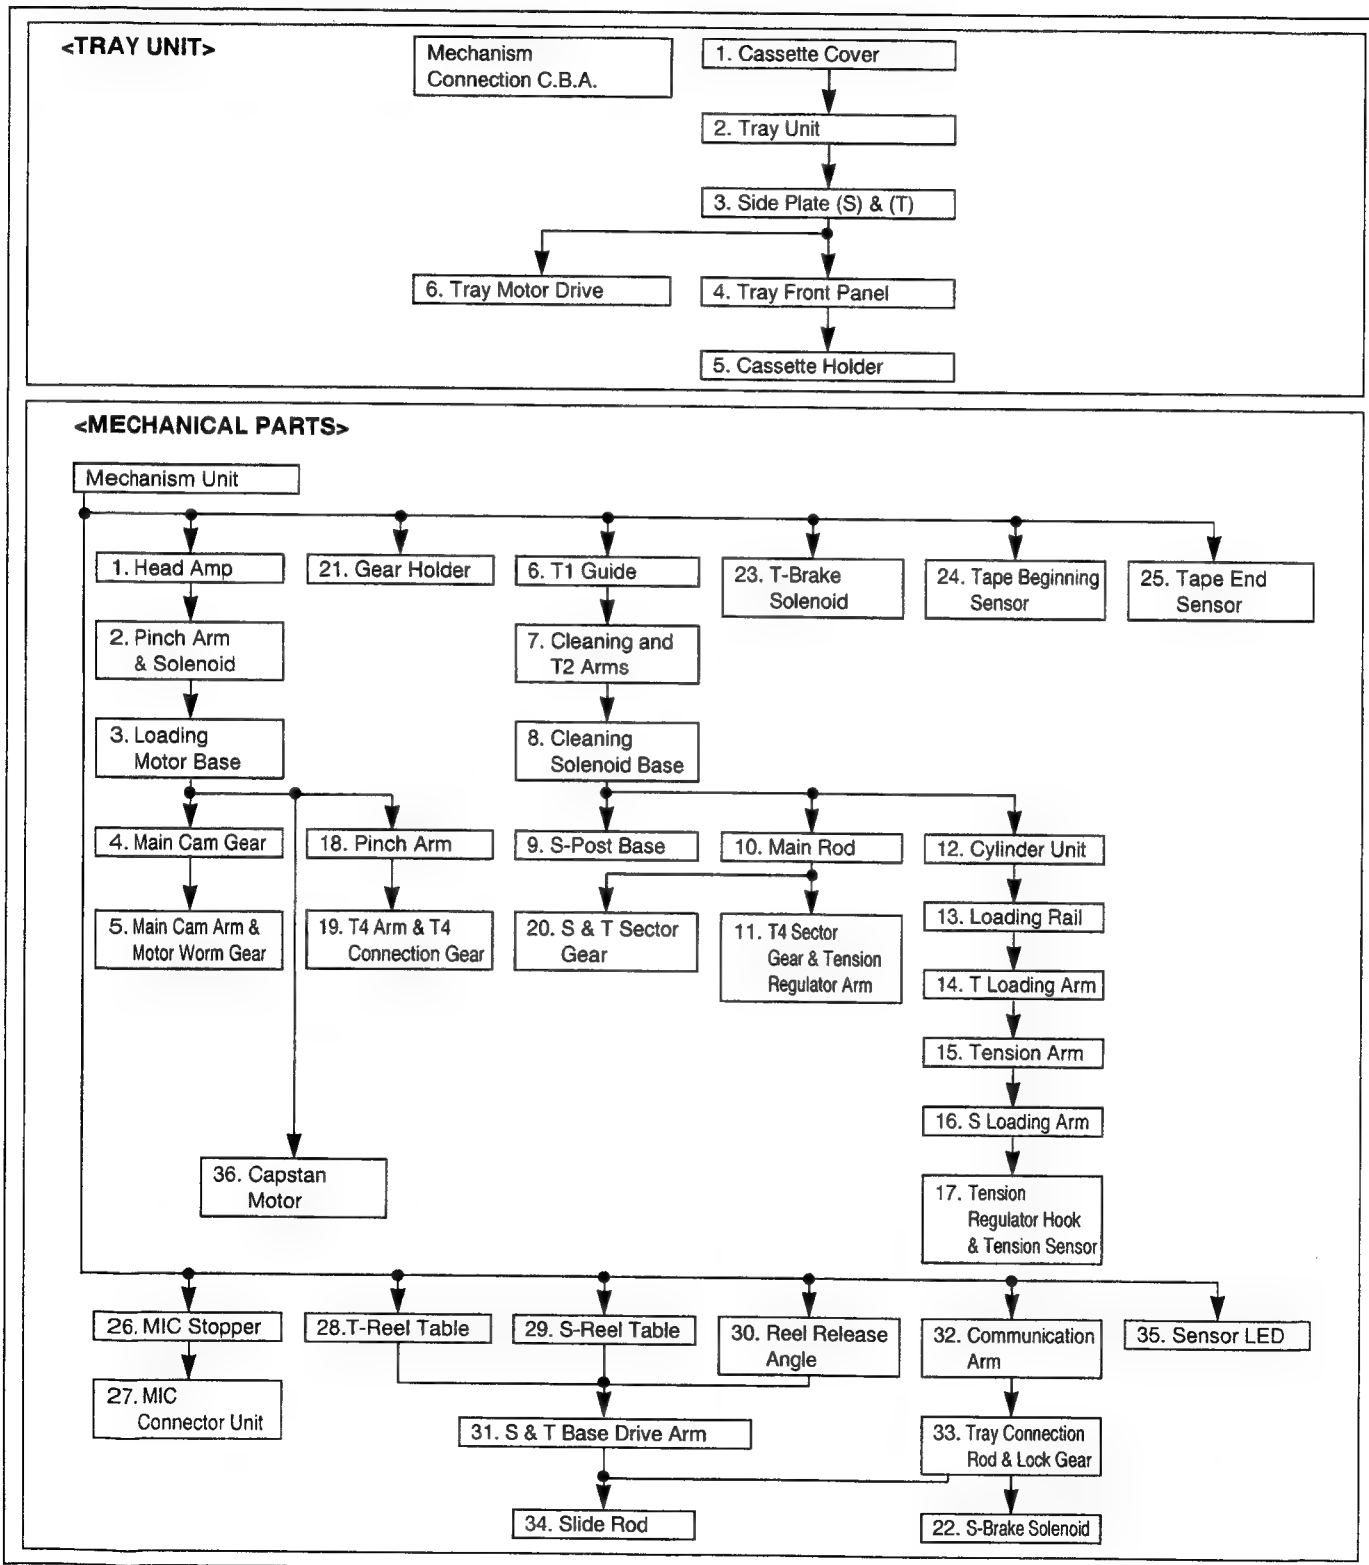 <TRAY UNIT>
Mechanism
Connection C.B.A.
1. Cassette Cover
2. Tray Unit
3. Side Plate (S) & (T)
6. Tray Motor Drive
4. Tray Front Panel
5. Cassette Holder
<MECHANICAL PARTS>
Mechanism Unit
1. Head Amp
21. Gear Holder
6. T1 Guide
23. T-Brake
Solenoid
24. Tape Beginning
Sensor
25. Tape End
Sensor
2. Pinch Arm
& Solenoid
7. Cleaning and
T2 Arms
3. Loading
Motor Base
8. Cleaning
Solenoid Base
4. Main Cam Gear
18. Pinch Arm
9. S-Post Base
10. Main Rod
12. Cylinder Unit
5. Main Cam Arm &
Motor Worm Gear
19. T4 Arm & T4
Connection Gear
20. S & T Sector
Gear
11. T4 Sector
Gear & Tension
Regulator Arm
13. Loading Rail
14. T Loading Arm
15. Tension Arm
16. S Loading Arm
36. Capstan
Motor
17. Tension
Regulator Hook
& Tension Sensor
26. MIC Stopper
28.T-Reel Table
29. S-Reel Table
30. Reel Release
Angle
32. Communication
Arm
35. Sensor LED
27. MIC
Connector Unit
31. S & T Base Drive Arm
33. Tray Connection
Rod & Lock Gear
34. Slide Rod
22. S-Brake Solenoid